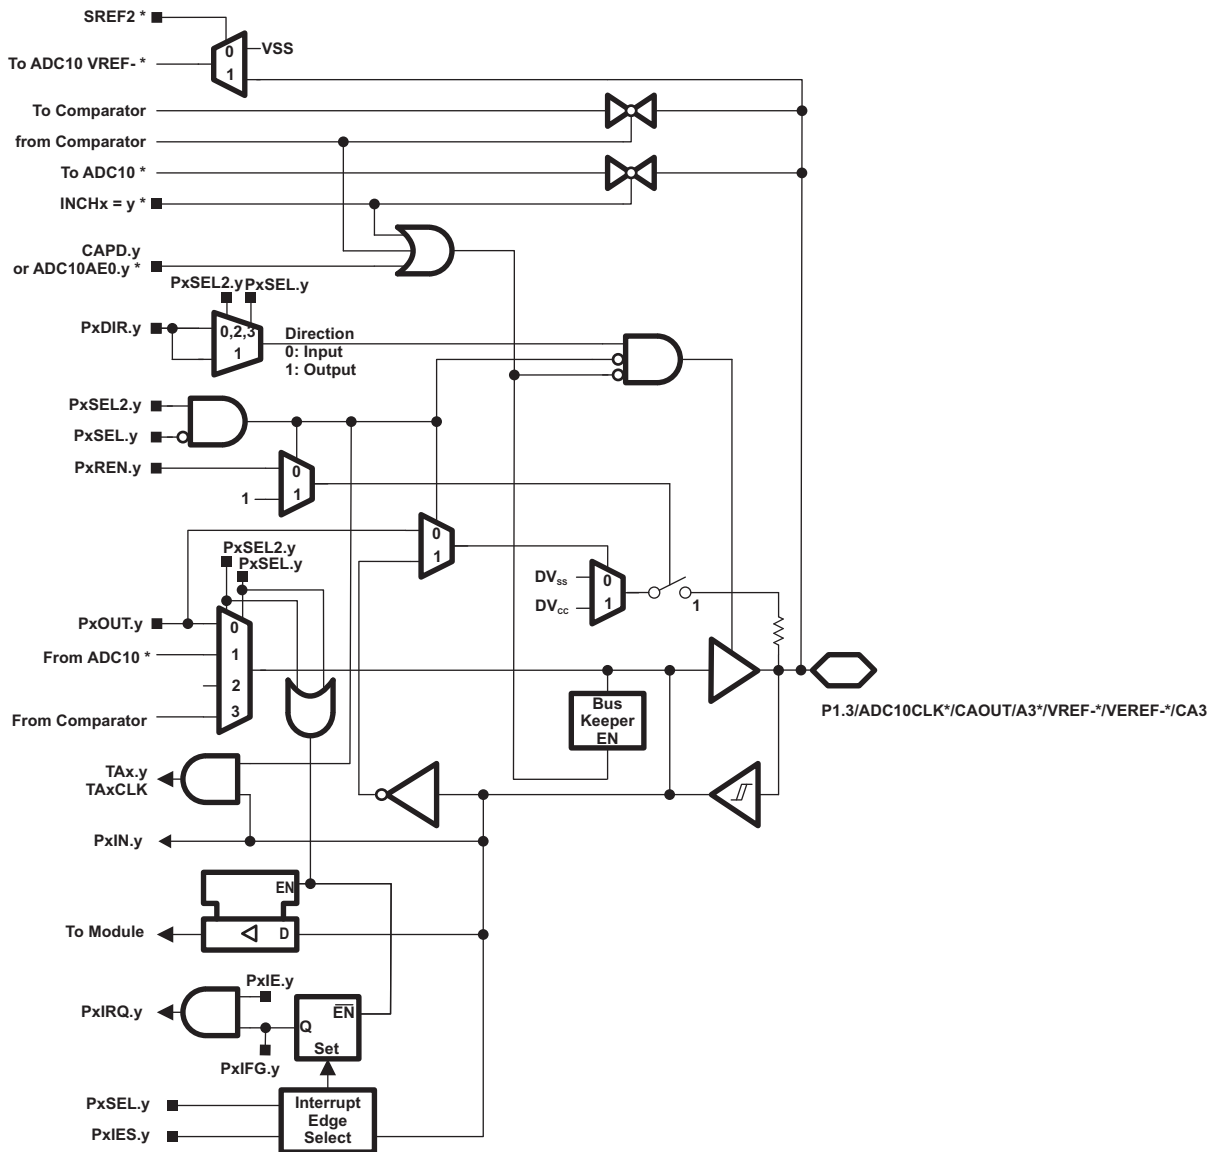 SREF2 *
0
VSS
To ADC10 VREF- *
1
To Comparator
from Comparator
To ADC10 *
INCHx = y *
CAPD.y
or ADC10AE0.y *
PxSEL2.y PxSEL.y
PxDIR.y
0,2,3
1
Direction
0: Input
1: Output
PxSEL2.y
PxSEL.y
PxREN.y
0
1
1
0
1
PxSEL2.y
PxSEL.y
DVSS
0
DVCC
1
1
PxOUT.y
0
From ADC10 *
1
2
From Comparator
3
Bus
Keeper
EN
P1.3/ADC10CLK*/CAOUT/A3*/VREF-*/VEREF-*/CA3
TAx.y
TAxCLK
PxIN.y
EN
To Module
D
PxIE.y
PxIRQ.y
EN
Q
Set
PxIFG.y
PxSEL.y
PxIES.y
Interrupt
Edge
Select